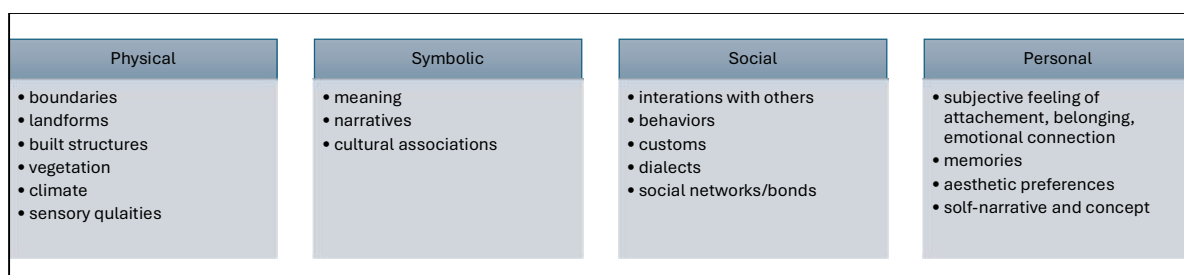 Physical
• boundaries
• landforms
• built structures
• vegetation
• climate
• sensory qulaities
Symbolic
• meaning
• narratives
• cultural associations
Social
• interations with others
• behaviors
• customs
• dialects
• social networks/bonds
Personal
• subjective feeling of
attachement, belonging,
emotional connection
• memories
• aesthetic preferences
• solf-narrative and concept